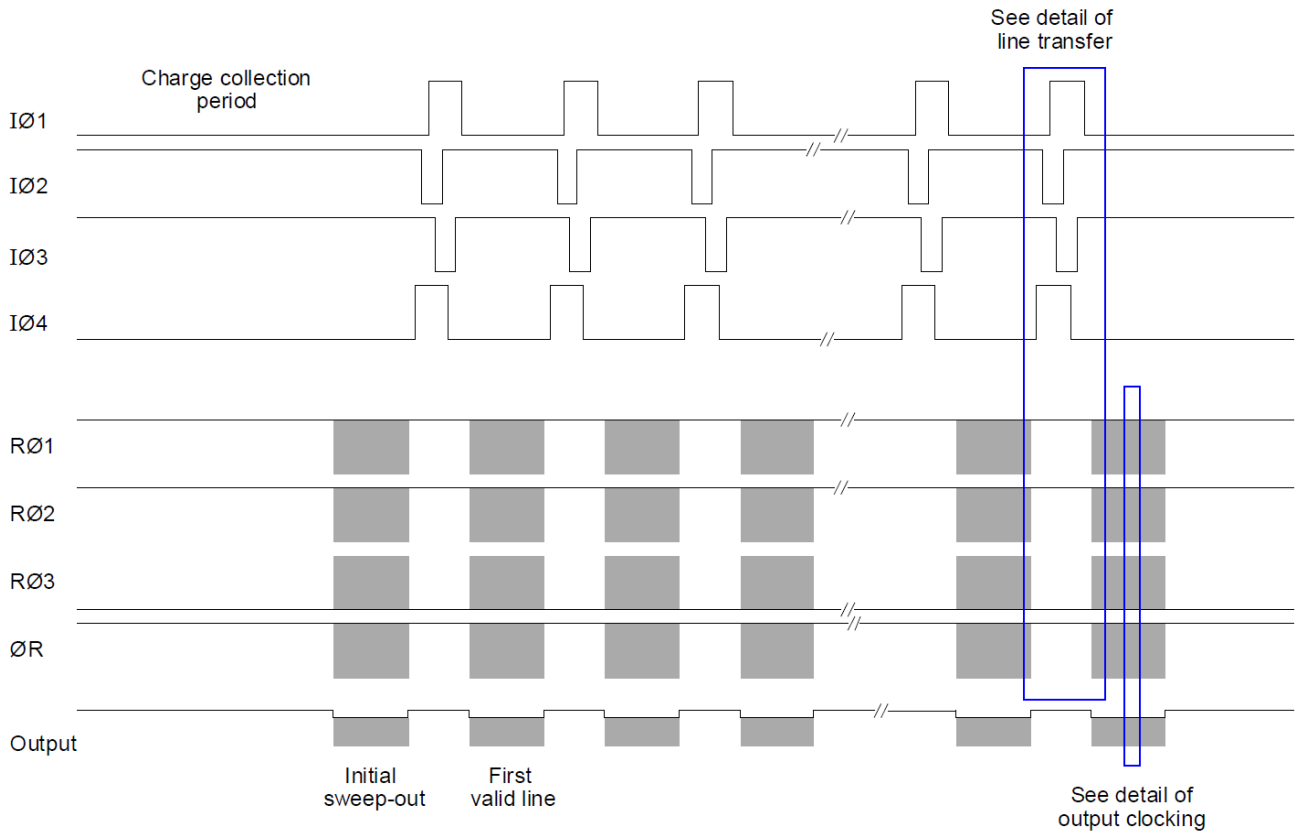 See detail of
line transfer
Charge collection
period
IØ1
IØ2
IØ3
IØ4
RØ1
RØ2
RØ3
ØR
Output
Initial
sweep-out
First
valid line
See detail of
output clocking